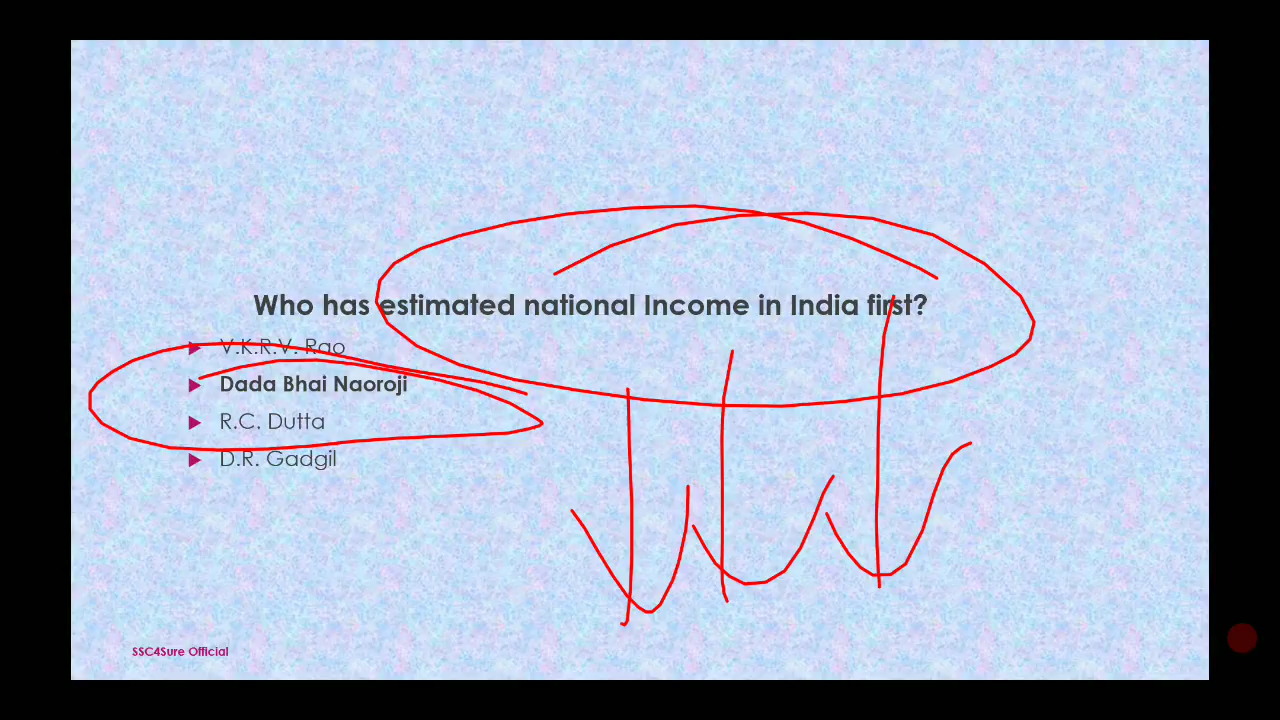 Who has estimated national Income in India first?
V.K.R.V. Rao
Dada Bhai Naoroji
R.C. Dutta
D.R. Gadgil
SSC4Sure Official